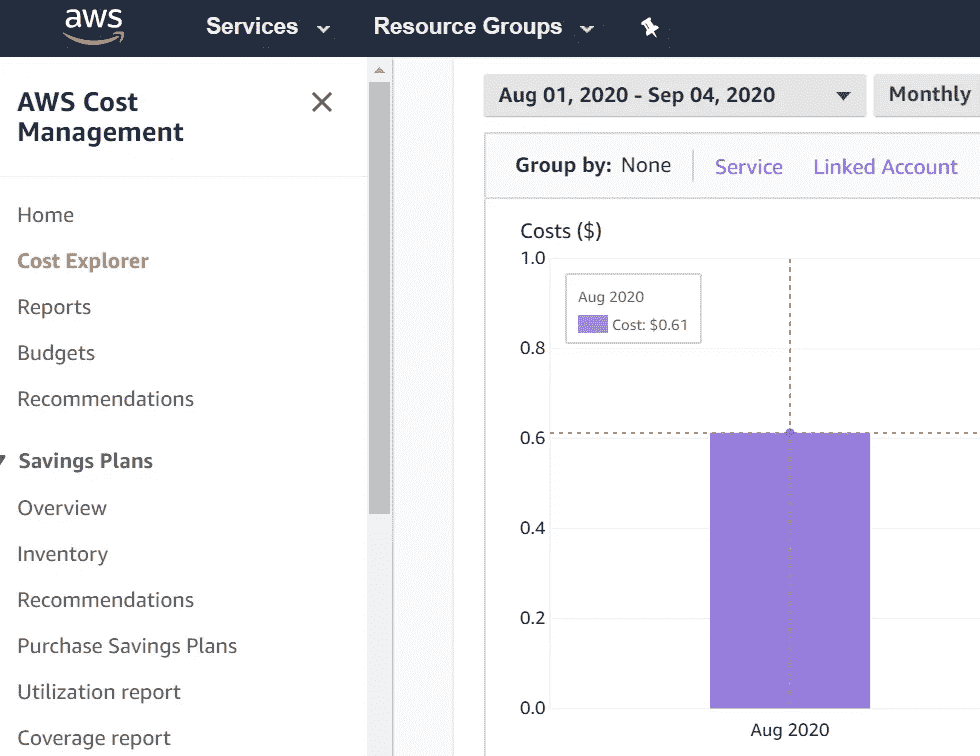 aws
Services
Resource Groups
AWS Cost
Management
Home
Cost Explorer
Reports
Budgets
Recommendations
Savings Plans
Overview
Inventory
Recommendations
Purchase Savings Plans
Utilization report
Coverage report
Aug 01, 2020 - Sep 04, 2020
Monthly
Group by: None
Service
Linked Account
Costs ($)
1.0
Aug 2020
Cost: $0.61
0.8
0.6
0.4
0.2
0.0
Aug 2020